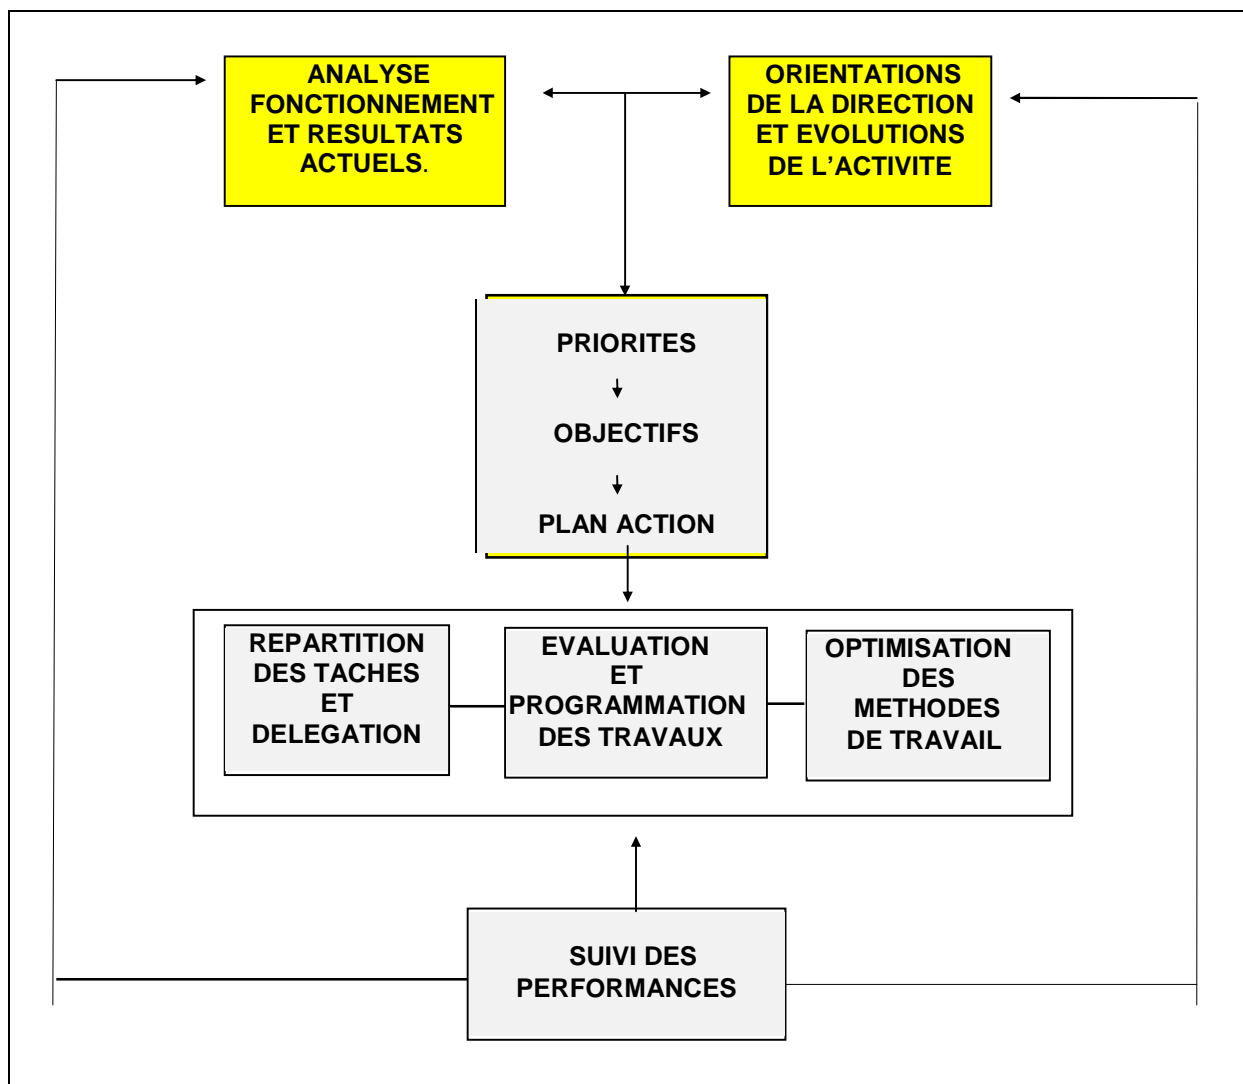 ANALYSE
FONCTIONNEMENT
ET RESULTATS
ACTUELS.
ORIENTATIONS
DE LA DIRECTION
ET EVOLUTIONS
DE L’ACTIVITE
PRIORITES
OBJECTIFS
PLAN ACTION
REPARTITION
DES TACHES
ET
DELEGATION
EVALUATION
ET
PROGRAMMATION
DES TRAVAUX
OPTIMISATION
DES
METHODES
DE TRAVAIL
SUIVI DES
PERFORMANCES